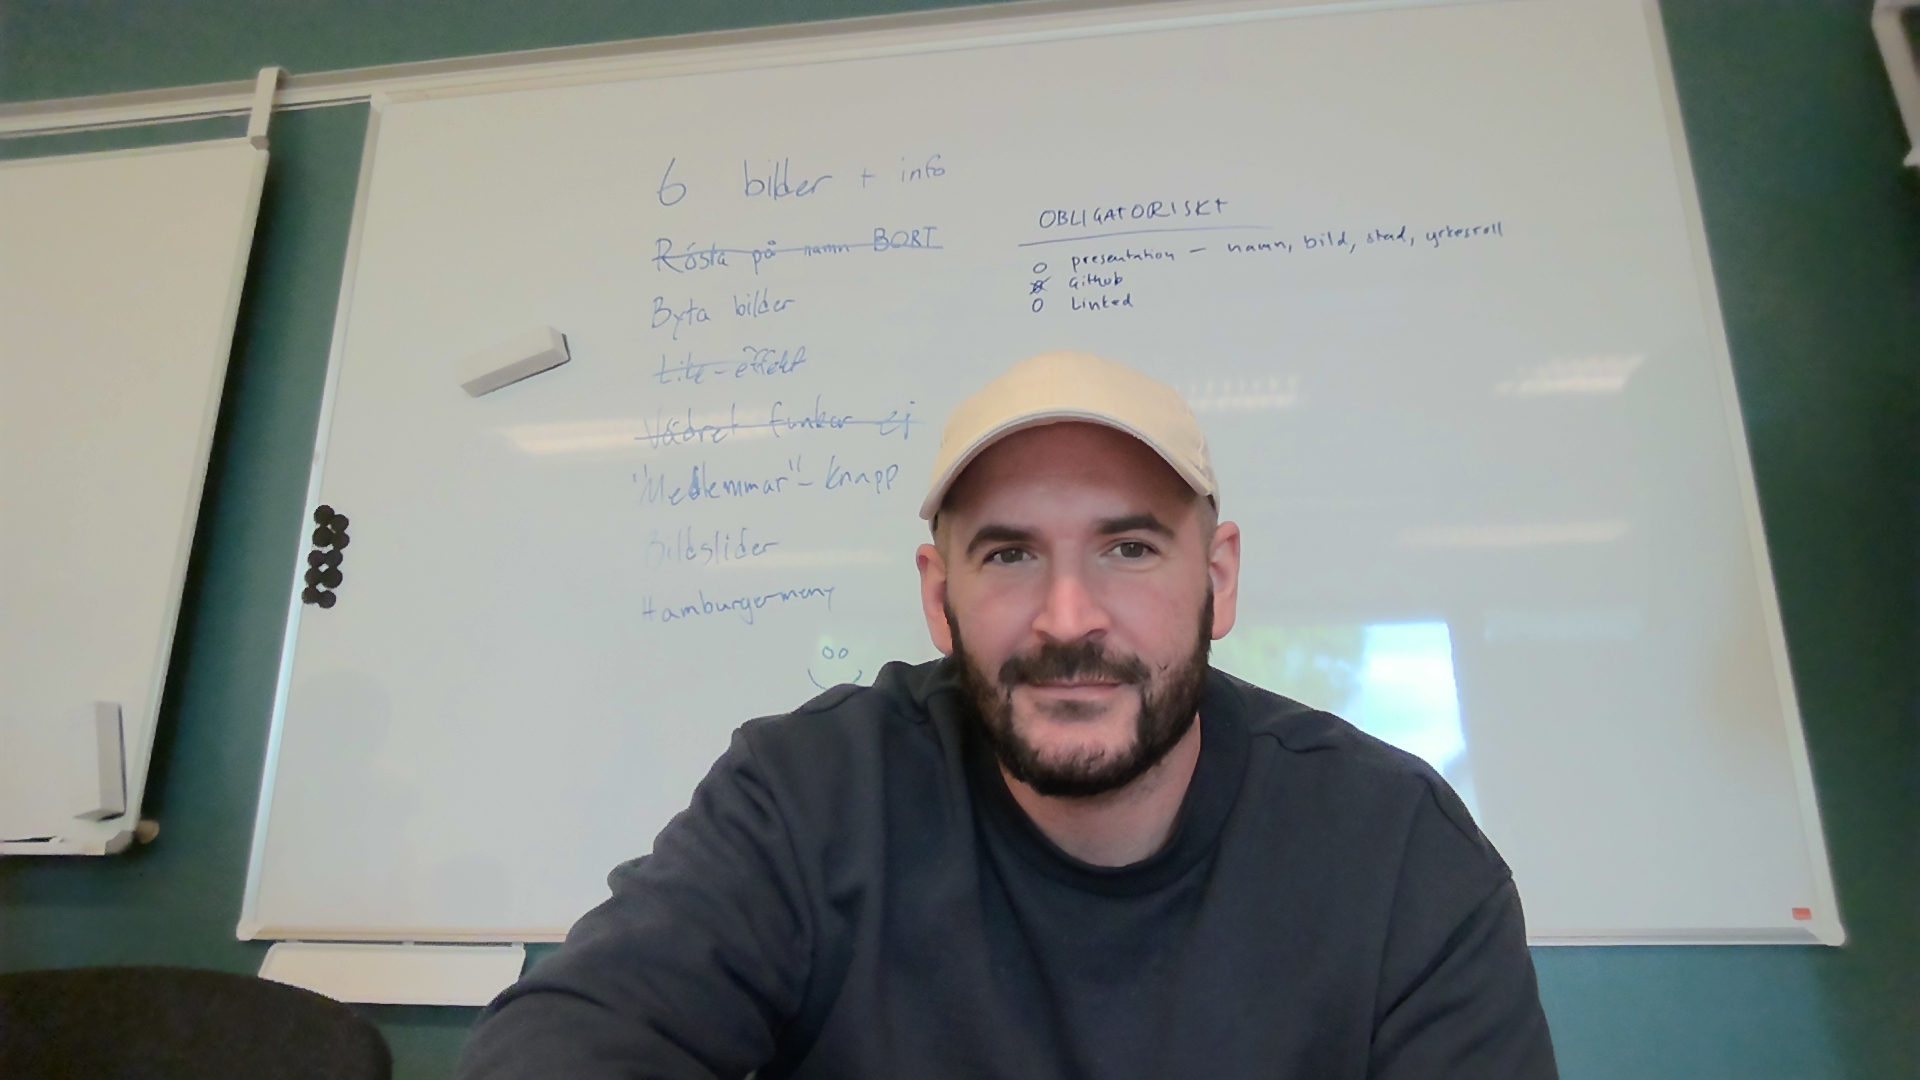 6 bilder + info
Rösta på namn BORT
Byta bilder
Lite-effekt
Vädret funkar ej
"Medlemmar"-knapp
Bildslider
Hamburgermeny
OBLIGATORISKT
presentation - namn, bild, stad, yrkesroll
Github
Linked